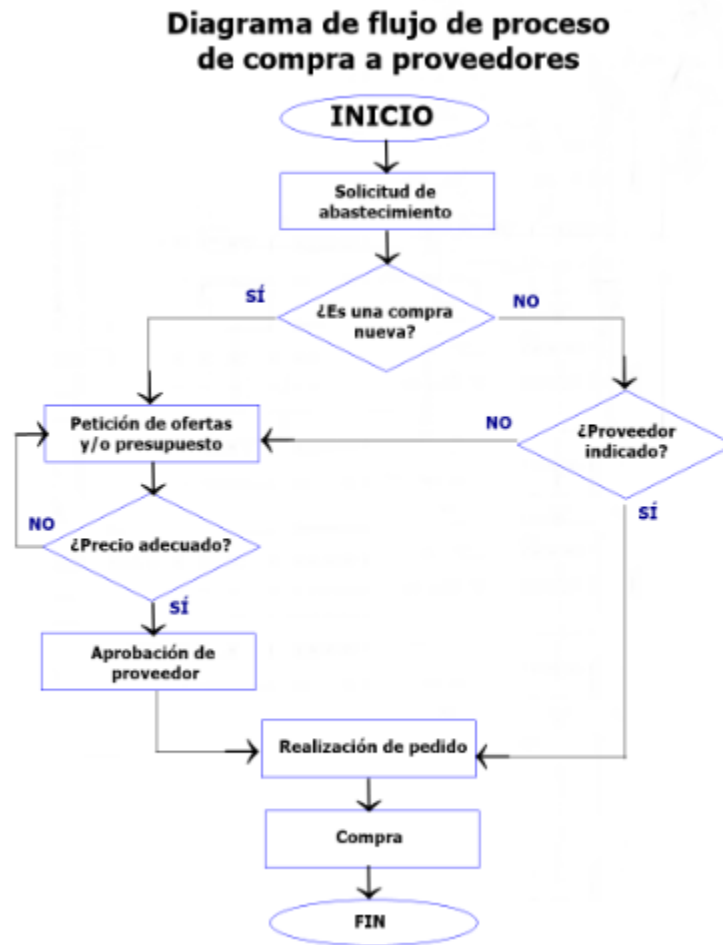 Diagrama de flujo de proceso
de compra a proveedores
INICIO
Solicitud de
abastecimiento
SÍ
¿Es una compra
nueva?
NO
Petición de ofertas
y/o presupuesto
NO
¿Proveedor
indicado?
NO
¿Precio adecuado?
SÍ
SÍ
Aprobación de
proveedor
Realización de pedido
Compra
FIN